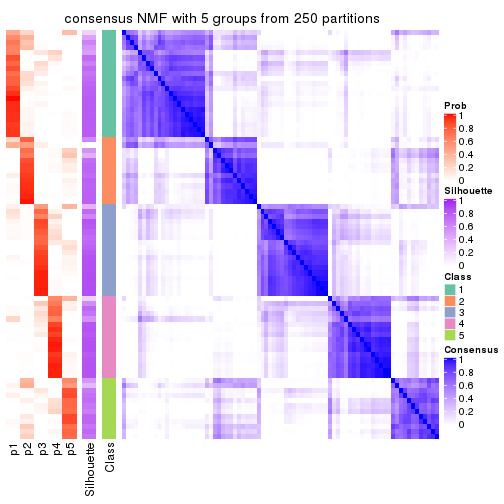 consensus NMF with 5 groups from 250 partitions
Prob
1
0.8
0.6
0.4
0.2
0
Silhouette
1
0.8
0.6
0.4
0.2
0
Class
1
2
3
4
5
Consensus
1
0.8
0.6
0.4
0.2
0
p1
p2
p3
p4
p5
Silhouette
Class